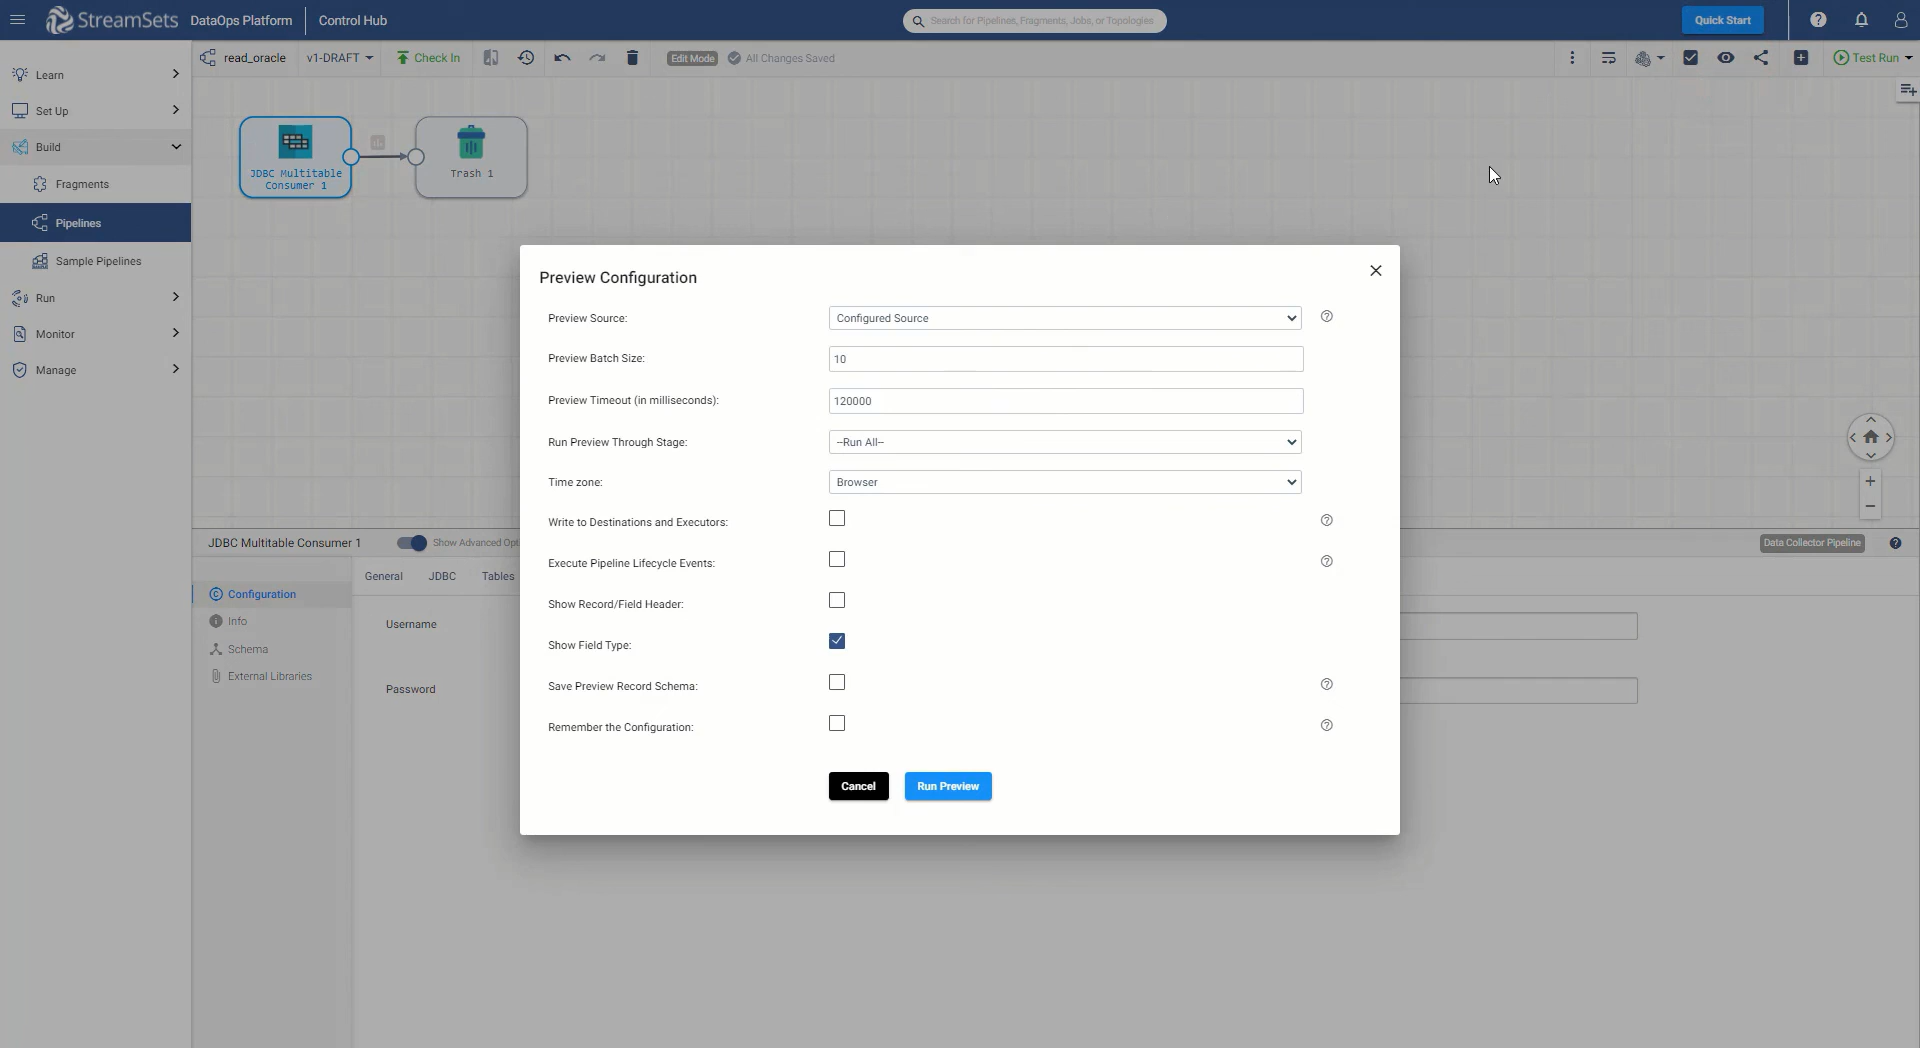 StreamSets DataOps Platform Control Hub
Search for Pipelines, Fragments, Jobs, or Topologies
Quick Start
Learn
Set Up
Build
Fragments
Pipelines
Sample Pipelines
Run
Monitor
Manage
read_oracle v1-DRAFT Check In Edit Mode All Changes Saved Test Run
JDBC Multitable
Consumer 1
Trash 1
Preview Configuration
Preview Source: Configured Source
Preview Batch Size: 10
Preview Timeout (in milliseconds): 120000
Run Preview Through Stage: --Run All--
Time zone: Browser
Write to Destinations and Executors:
Execute Pipeline Lifecycle Events:
Show Record/Field Header:
Show Field Type:
Save Preview Record Schema:
Remember the Configuration:
Cancel Run Preview
JDBC Multitable Consumer 1 Show Advanced Opt Data Collector Pipeline
Configuration
Info
Schema
External Libraries
General JDBC Tables
Username
Password